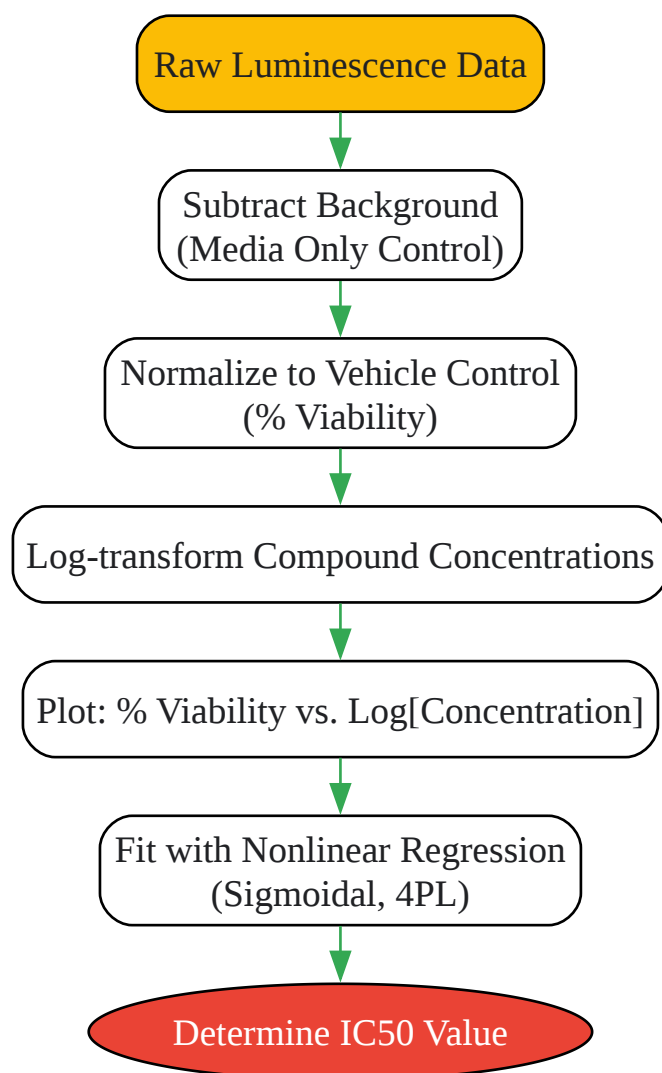 Raw Luminescence Data
Subtract Background
(Media Only Control)
Normalize to Vehicle Control
(% Viability)
Log-transform Compound Concentrations
Plot: % Viability vs. Log[Concentration]
Fit with Nonlinear Regression
(Sigmoidal, 4PL)
Determine IC50 Value